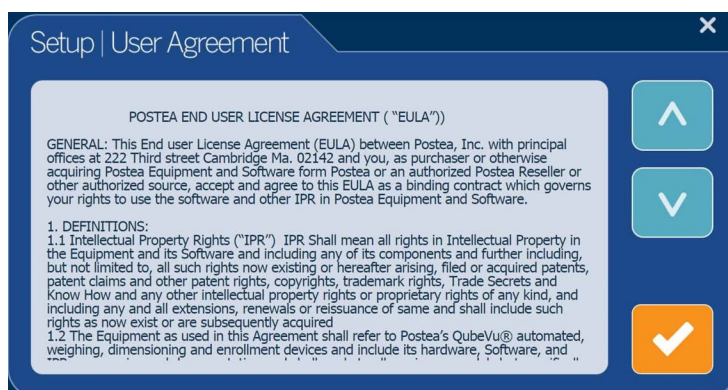 Setup | User Agreement
POSTEA END USER LICENSE AGREEMENT ( “EULA”))
GENERAL: This End user License Agreement (EULA) between Postea, Inc. with principal
offices at 222 Third street Cambridge Ma. 02142 and you, as purchaser or otherwise
acquiring Postea Equipment and Software form Postea or an authorized Postea Reseller or
other authorized source, accept and agree to this EULA as a binding contract which governs
your rights to use the software and other IPR in Postea Equipment and Software.
1. DEFINITIONS:
1.1 Intellectual Property Rights (“IPR”) IPR Shall mean all rights in Intellectual Property in
the Equipment and its Software and including any of its components and further including,
but not limited to, all such rights now existing or hereafter arising, filed or acquired patents,
patent claims and other patent rights, copyrights, trademark rights, Trade Secrets and
Know How and any other intellectual property rights or proprietary rights of any kind, and
including any and all extensions, renewals or reissuance of same and shall include such
rights as now exist or are subsequently acquired
1.2 The Equipment as used in this Agreement shall refer to Postea's QubeVu® automated,
weighing, dimensioning and enrollment devices and include its hardware, Software, and